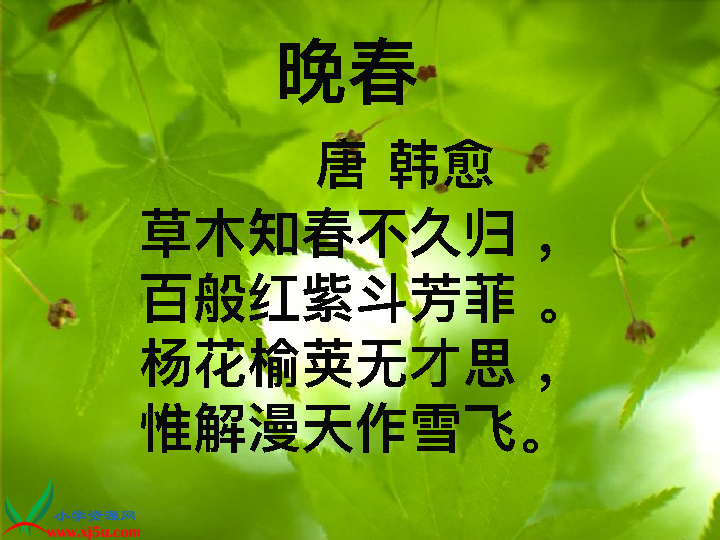 晚春
唐 韩愈
草木知春不久归，
百般红紫斗芳菲。
杨花榆荚无才思，
惟解漫天作雪飞。
小学资源网
www.xj5u.com